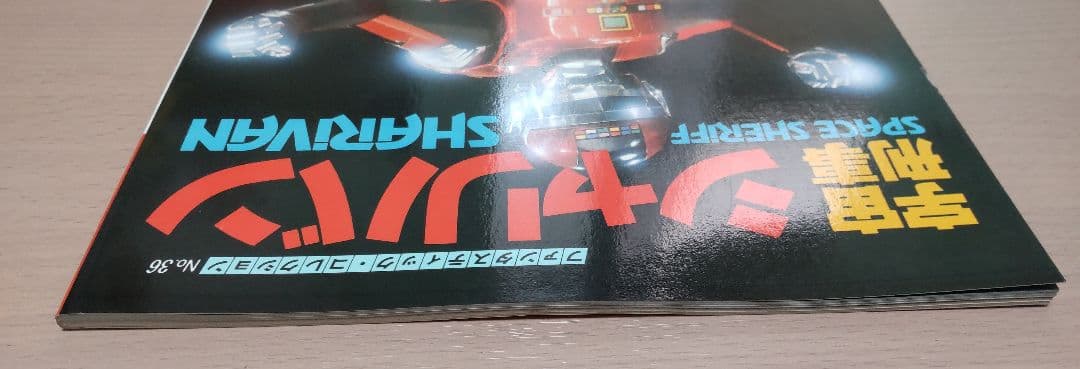 ファンタスティック・コレクション No.36
宇宙刑事
シャリバン
SPACE SHERIFF SHARiVAN